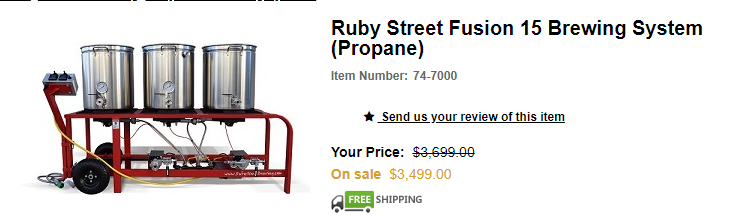 Ruby Street Fusion 15 Brewing System
(Propane)
Item Number: 74-7000
★ Send us your review of this item
Your Price: $3,699.00
On sale $3,499.00
FREE SHIPPING